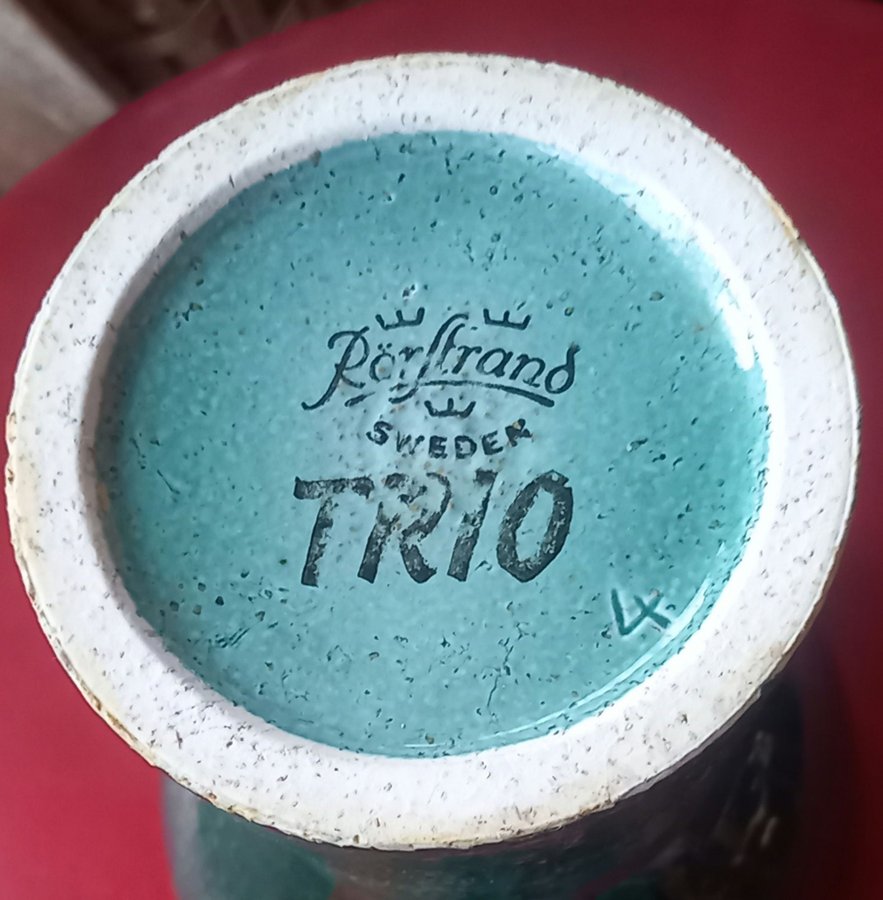 Rörstrand
SWEDEN
TRIO
4.